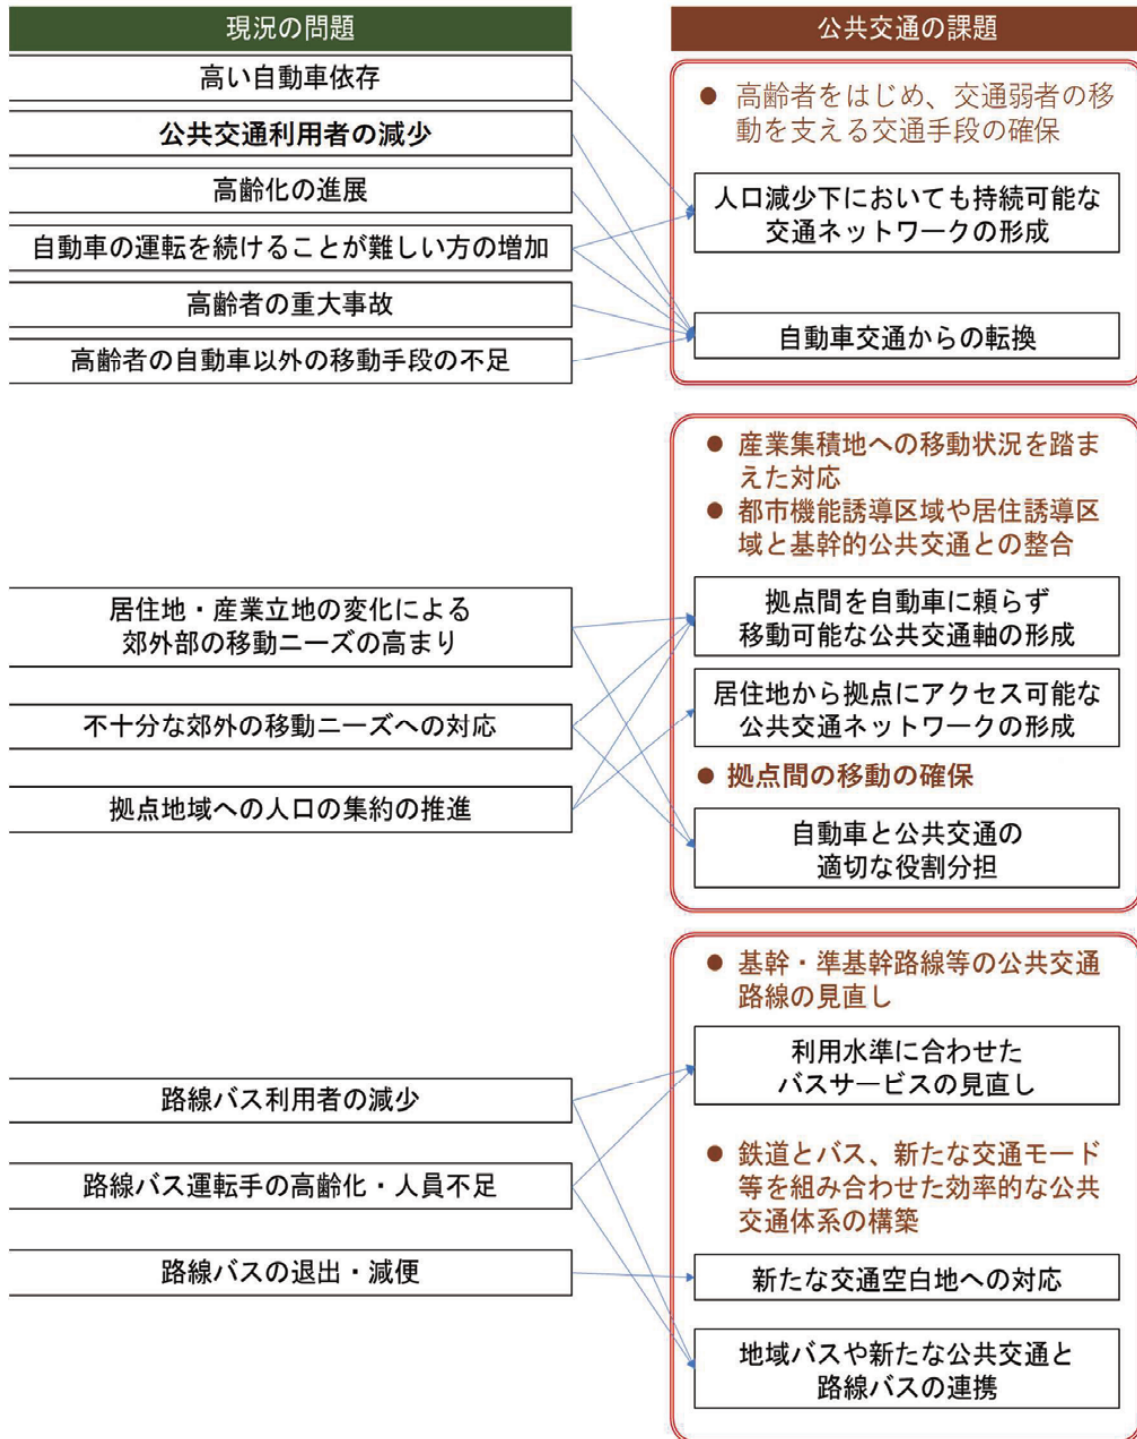 現況の問題
高い自動車依存
公共交通利用者の減少
高齢化の進展
自動車の運転を続けることが難しい方の増加
高齢者の重大事故
高齢者の自動車以外の移動手段の不足
居住地・産業立地の変化による
郊外部の移動ニーズの高まり
不十分な郊外の移動ニーズへの対応
拠点地域への人口の集約の推進
路線バス利用者の減少
路線バス運転手の高齢化・人員不足
路線バスの退出・減便
公共交通の課題
● 高齢者をはじめ、交通弱者の移
動を支える交通手段の確保
人口減少下においても持続可能な
交通ネットワークの形成
自動車交通からの転換
● 産業集積地への移動状況を踏ま
えた対応
● 都市機能誘導区域や居住誘導区
域と基幹的公共交通との整合
拠点間を自動車に頼らず
移動可能な公共交通軸の形成
居住地から拠点にアクセス可能な
公共交通ネットワークの形成
● 拠点間の移動の確保
自動車と公共交通の
適切な役割分担
● 基幹・準基幹路線等の公共交通
路線の見直し
利用水準に合わせた
バスサービスの見直し
● 鉄道とバス、新たな交通モード
等を組み合わせた効率的な公共
交通体系の構築
新たな交通空白地への対応
地域バスや新たな公共交通と
路線バスの連携